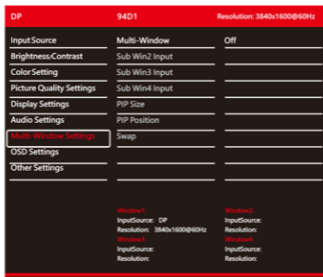 DP 94D1 Resolution: 3840x1600@60Hz
Input Source Multi-Window Off
Brightness/Contrast Sub Win2 Input
Color Setting Sub Win3 Input
Picture Quality Settings Sub Win4 Input
Display Settings PIP Size
Audio Settings PIP Position
Multi-Window Settings Swap
OSD Settings
Other Settings
Window1: Window2:
InputSource: DP InputSource:
Resolution: 3840x1600@60Hz Resolution:
Window3: Window4:
InputSource: InputSource:
Resolution: Resolution: